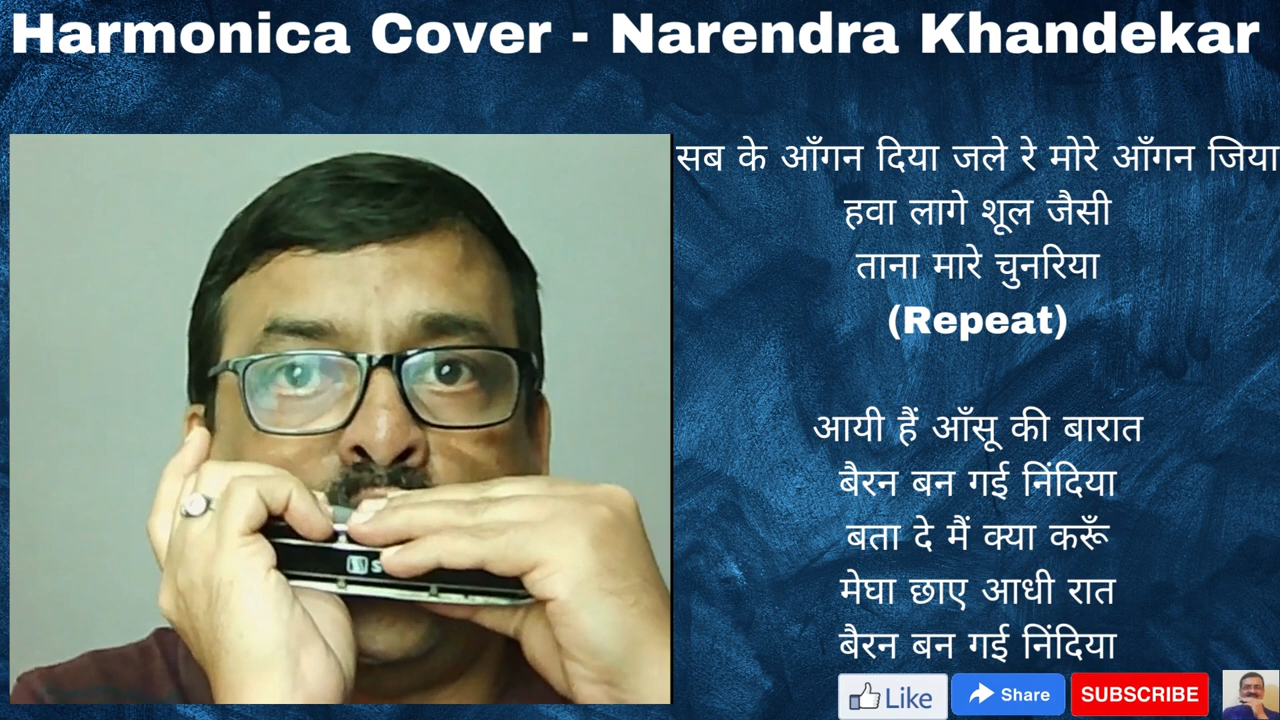 Harmonica Cover - Narendra Khandekar
सब के आँगन दिया जले रे मोरे आँगन जिया
हवा लागे शूल जैसी
ताना मारे चुनरिया
(Repeat)
आयी हैं आँसू की बारात
बैरन बन गई निंदिया
बता दे मैं क्या करूँ
मेघा छाए आधी रात
बैरन बन गई निंदिया
Like
Share
SUBSCRIBE